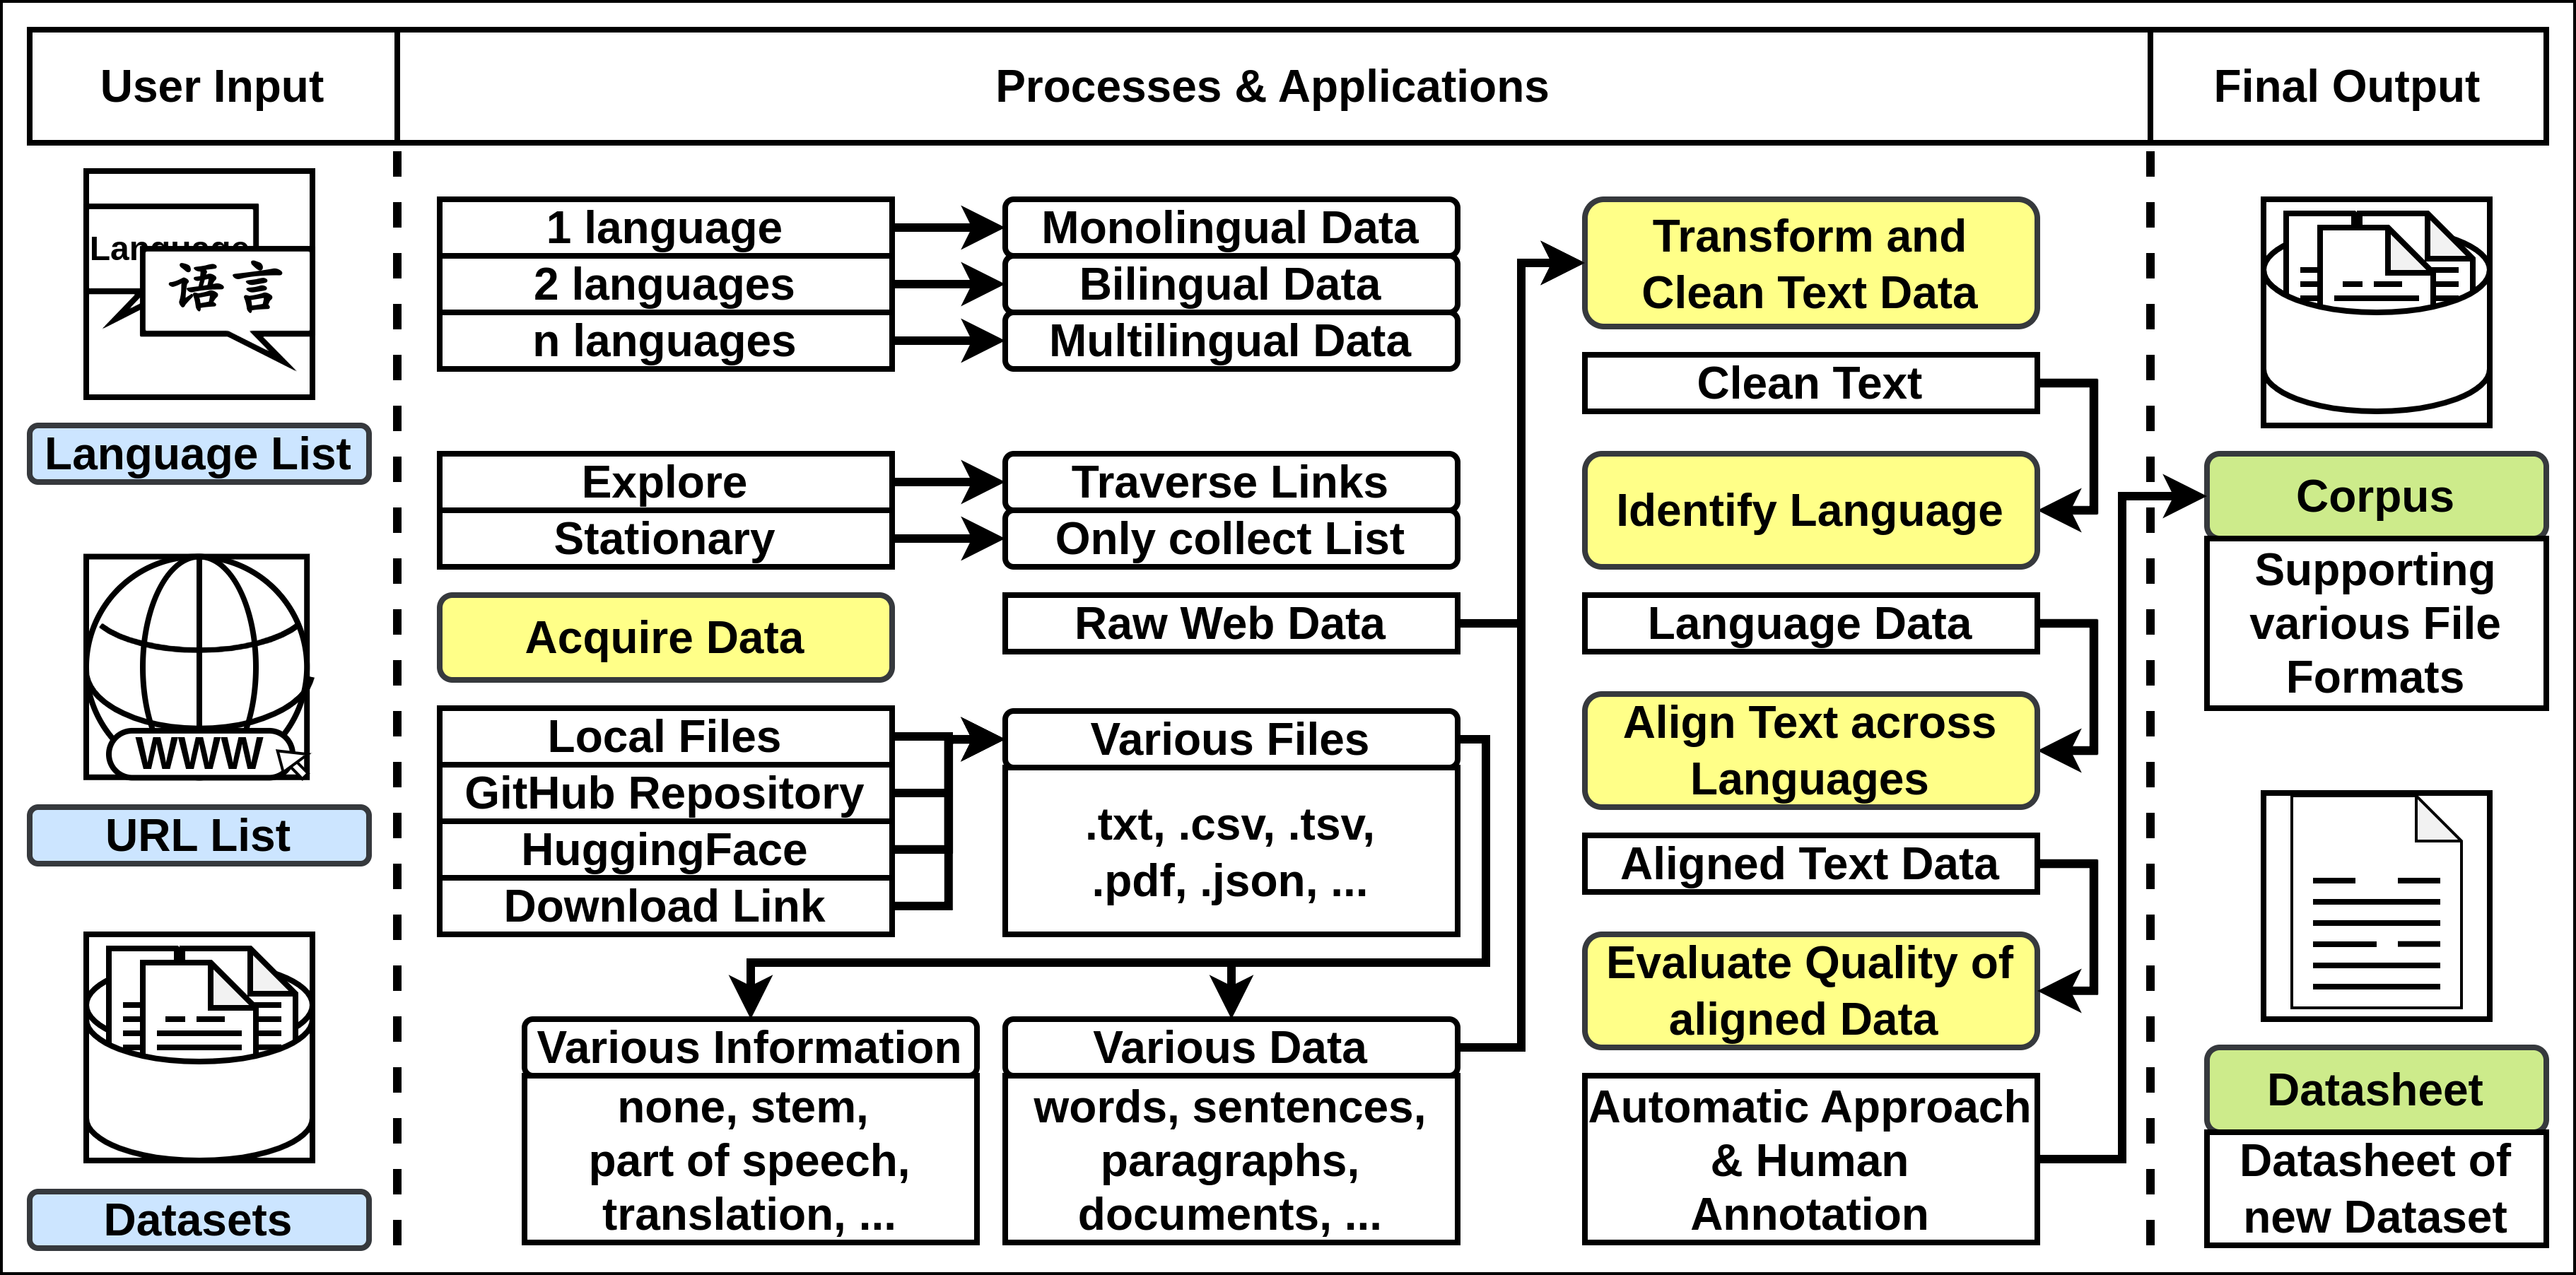 User Input
Processes & Applications
Final Output
Language
语言
Language List
WWW
URL List
Datasets
1 language
Monolingual Data
2 languages
Bilingual Data
n languages
Multilingual Data
Explore
Traverse Links
Stationary
Only collect List
Acquire Data
Raw Web Data
Local Files
GitHub Repository
HuggingFace
Download Link
Various Files
.txt, .csv, .tsv,
.pdf, .json, ...
Various Information
none, stem,
part of speech,
translation, ...
Various Data
words, sentences,
paragraphs,
documents, ...
Transform and
Clean Text Data
Clean Text
Identify Language
Language Data
Align Text across
Languages
Aligned Text Data
Evaluate Quality of
aligned Data
Automatic Approach
& Human
Annotation
Corpus
Supporting
various File
Formats
Datasheet
Datasheet of
new Dataset